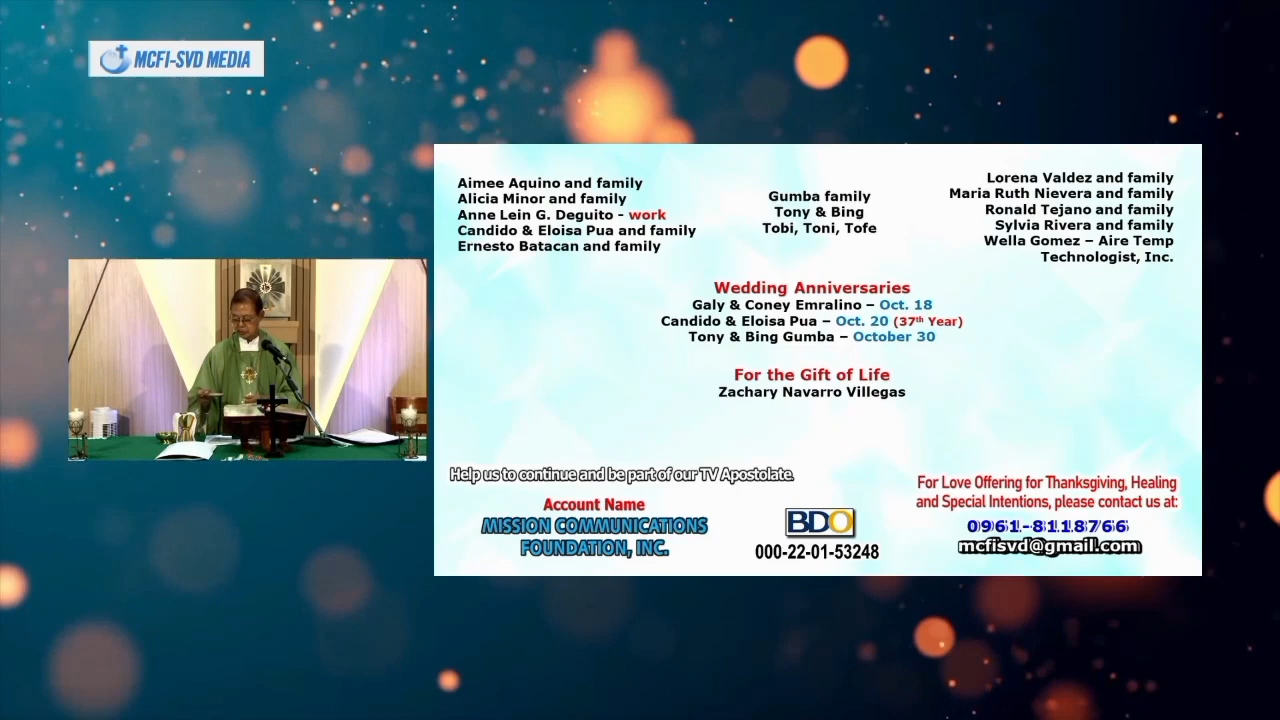 MCFI-SVD MEDIA
Aimee Aquino and family
Alicia Minor and family
Anne Lein G. Deguito - work
Candido & Eloisa Pua and family
Ernesto Batacan and family
Gumba family
Tony & Bing
Tobi, Toni, Tofe
Lorena Valdez and family
Maria Ruth Nievera and family
Ronald Tejano and family
Sylvia Rivera and family
Wella Gomez – Aire Temp
Technologist, Inc.
Wedding Anniversaries
Galy & Coney Emralino – Oct. 18
Candido & Eloisa Pua – Oct. 20 (37th Year)
Tony & Bing Gumba – October 30
For the Gift of Life
Zachary Navarro Villegas
Help us to continue and be part of our TV Apostolate.
Account Name
MISSION COMMUNICATIONS
FOUNDATION, INC.
BDO
000-22-01-53248
For Love Offering for Thanksgiving, Healing
and Special Intentions, please contact us at:
0961-8118766
mcfisvd@gmail.com